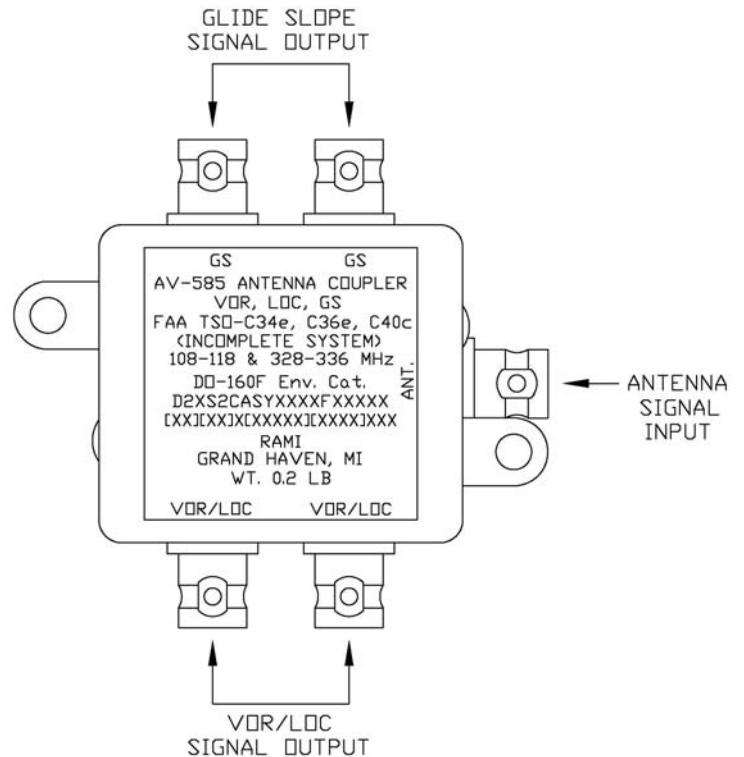 GLIDE SLOPE
SIGNAL OUTPUT
GS GS
AV-585 ANTENNA COUPLER
VOR, LOC, GS
FAA TSO-C34e, C36e, C40c
(INCOMPLETE SYSTEM)
108-118 & 328-336 MHz
DO-160F Env. Cat.
D2XS2CASYXXXXFXXXXX
[XX][XX]X[XXXXX][XXXX]XXX
RAMI
GRAND HAVEN, MI
WT. 0.2 LB
VOR/LOC VOR/LOC
ANT.
ANTENNA
SIGNAL
INPUT
VOR/LOC
SIGNAL OUTPUT